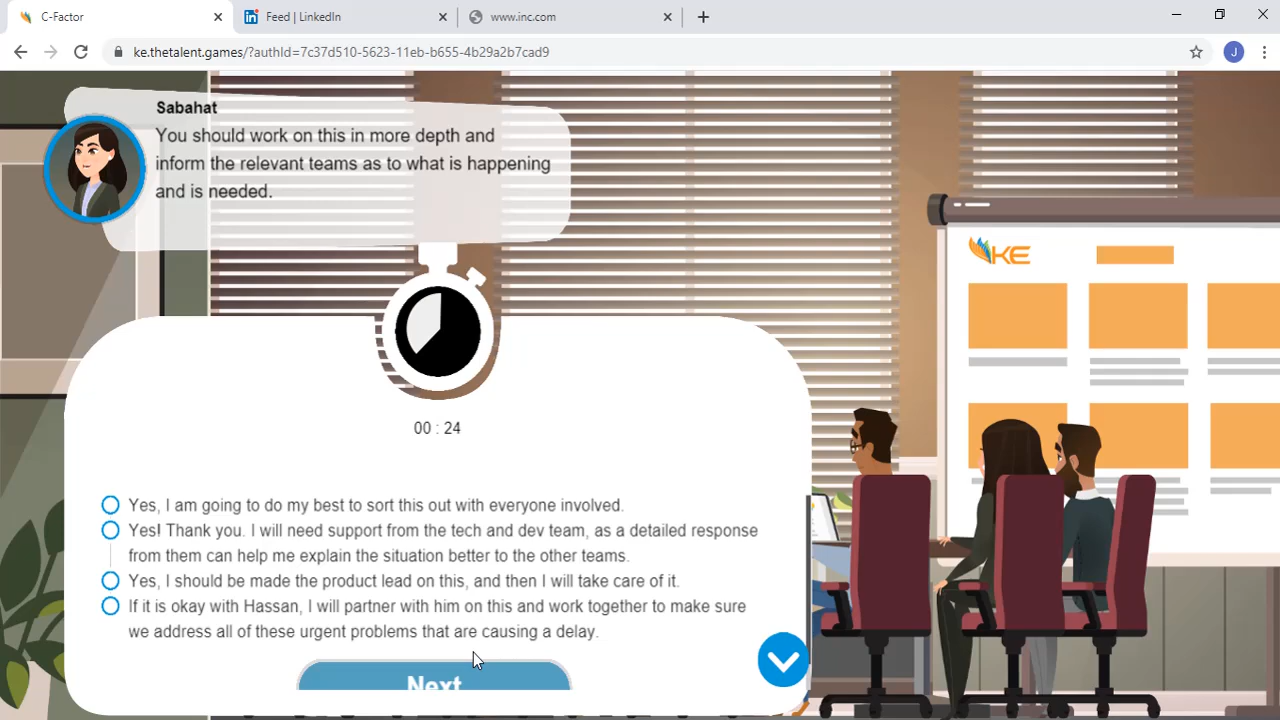 C-Factor
Feed | LinkedIn
www.inc.com
ke.thetalent.games/?authId=7c37d510-5623-11eb-b655-4b29a2b7cad9
J
Sabahat
You should work on this in more depth and
inform the relevant teams as to what is happening
and is needed.
KE
00 : 24
Yes, I am going to do my best to sort this out with everyone involved.
Yes! Thank you. I will need support from the tech and dev team, as a detailed response
from them can help me explain the situation better to the other teams.
Yes, I should be made the product lead on this, and then I will take care of it.
If it is okay with Hassan, I will partner with him on this and work together to make sure
we address all of these urgent problems that are causing a delay.
Next